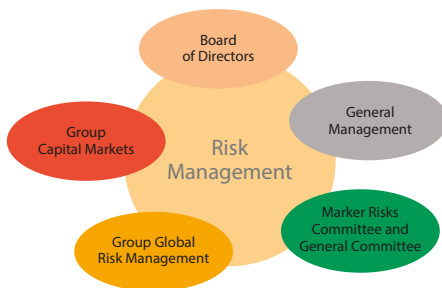 Board
of Directors
General
Management
Group
Capital Markets
Risk
Management
Marker Risks
Committee and
General Committee
Group Global
Risk Management